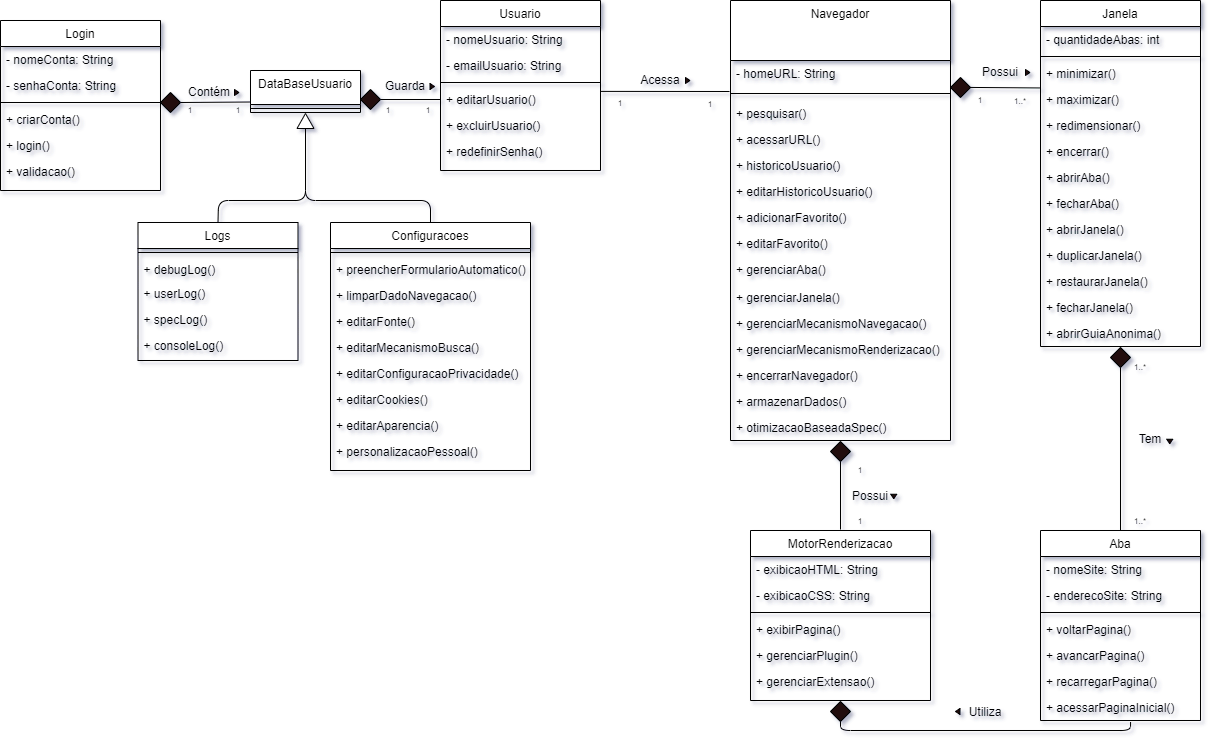 Login
- nomeConta: String
- senhaConta: String
+ criarConta()
+ login()
+ validacao()
Contém
1
1
DataBaseUsuario
Guarda
1
1
Usuario
- nomeUsuario: String
- emailUsuario: String
+ editarUsuario()
+ excluirUsuario()
+ redefinirSenha()
Acessa
1
1
Navegador
- homeURL: String
+ pesquisar()
+ acessarURL()
+ historicoUsuario()
+ editarHistoricoUsuario()
+ adicionarFavorito()
+ editarFavorito()
+ gerenciarAba()
+ gerenciarJanela()
+ gerenciarMecanismoNavegacao()
+ gerenciarMecanismoRenderizacao()
+ encerrarNavegador()
+ armazenarDados()
+ otimizacaoBaseadaSpec()
Possui
1
1..*
Janela
- quantidadeAbas: int
+ minimizar()
+ maximizar()
+ redimensionar()
+ encerrar()
+ abrirAba()
+ fecharAba()
+ abrirJanela()
+ duplicarJanela()
+ restaurarJanela()
+ fecharJanela()
+ abrirGuiaAnonima()
Logs
+ debugLog()
+ userLog()
+ specLog()
+ consoleLog()
Configuracoes
+ preencherFormularioAutomatico()
+ limparDadoNavegacao()
+ editarFonte()
+ editarMecanismoBusca()
+ editarConfiguracaoPrivacidade()
+ editarCookies()
+ editarAparencia()
+ personalizacaoPessoal()
1
Possui
1
1..*
Tem
1..*
MotorRenderizacao
- exibicaoHTML: String
- exibicaoCSS: String
+ exibirPagina()
+ gerenciarPlugin()
+ gerenciarExtensao()
Aba
- nomeSite: String
- enderecoSite: String
+ voltarPagina()
+ avancarPagina()
+ recarregarPagina()
+ acessarPaginaInicial()
Utiliza